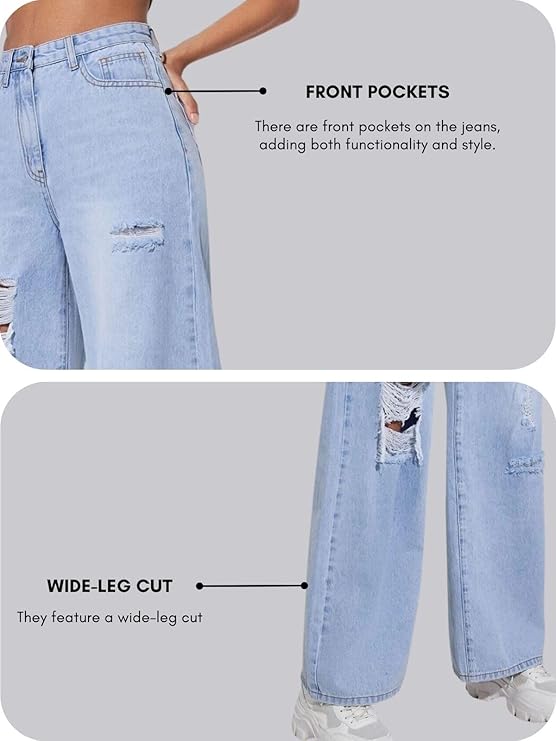 FRONT POCKETS
There are front pockets on the jeans,
adding both functionality and style.
WIDE-LEG CUT
They feature a wide-leg cut